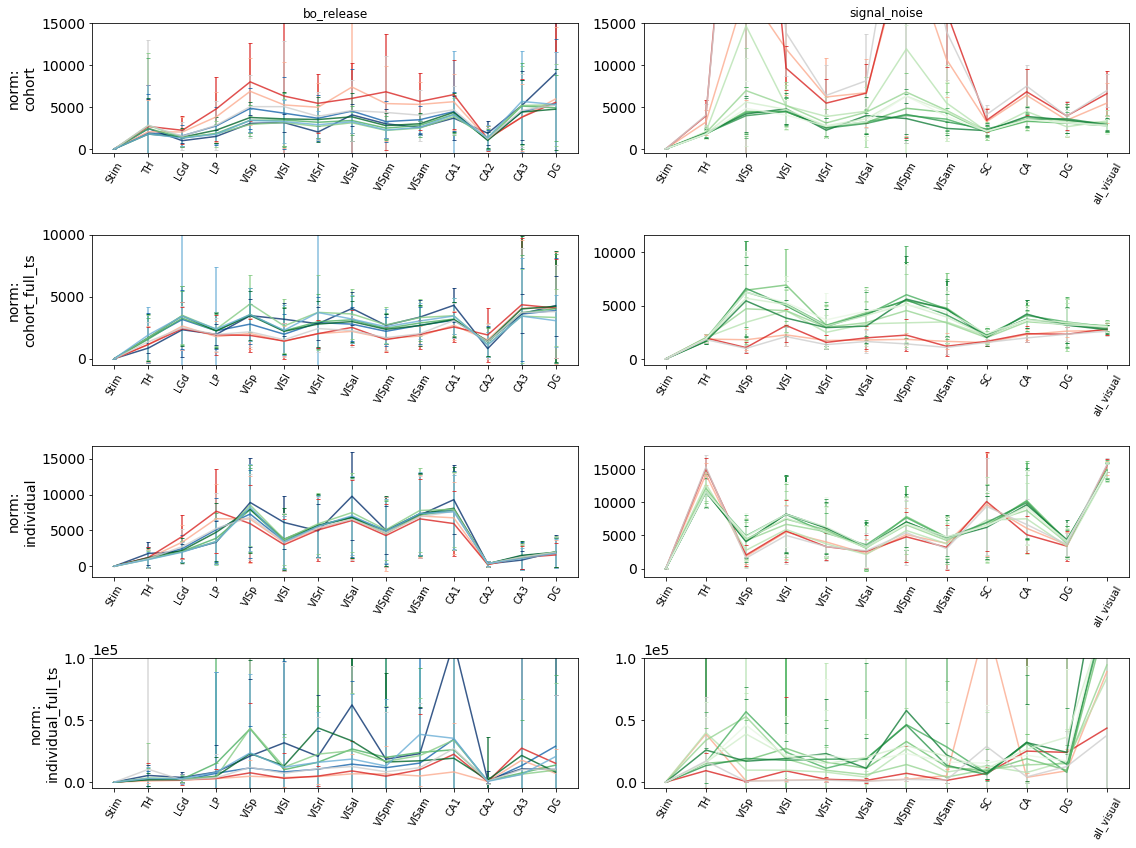 bo_release
signal_noise
norm:
cohort
15000
10000
5000
0
Stim
TH
LGd
LP
VISp
VISl
VISrl
VISal
VISpm
VISam
CA1
CA2
CA3
DG
15000
10000
5000
0
Stim
TH
VISp
VISl
VISrl
VISal
VISpm
VISam
SC
CA
DG
all_visual
norm:
cohort_full_ts
10000
5000
0
Stim
TH
LGd
LP
VISp
VISl
VISrl
VISal
VISpm
VISam
CA1
CA2
CA3
DG
10000
5000
0
Stim
TH
VISp
VISl
VISrl
VISal
VISpm
VISam
SC
CA
DG
all_visual
norm:
individual
15000
10000
5000
0
Stim
TH
LGd
LP
VISp
VISl
VISrl
VISal
VISpm
VISam
CA1
CA2
CA3
DG
15000
10000
5000
0
Stim
TH
VISp
VISl
VISrl
VISal
VISpm
VISam
SC
CA
DG
all_visual
norm:
individual_full_ts
1e5
1.0
0.5
0.0
Stim
TH
LGd
LP
VISp
VISl
VISrl
VISal
VISpm
VISam
CA1
CA2
CA3
DG
1e5
1.0
0.5
0.0
Stim
TH
VISp
VISl
VISrl
VISal
VISpm
VISam
SC
CA
DG
all_visual